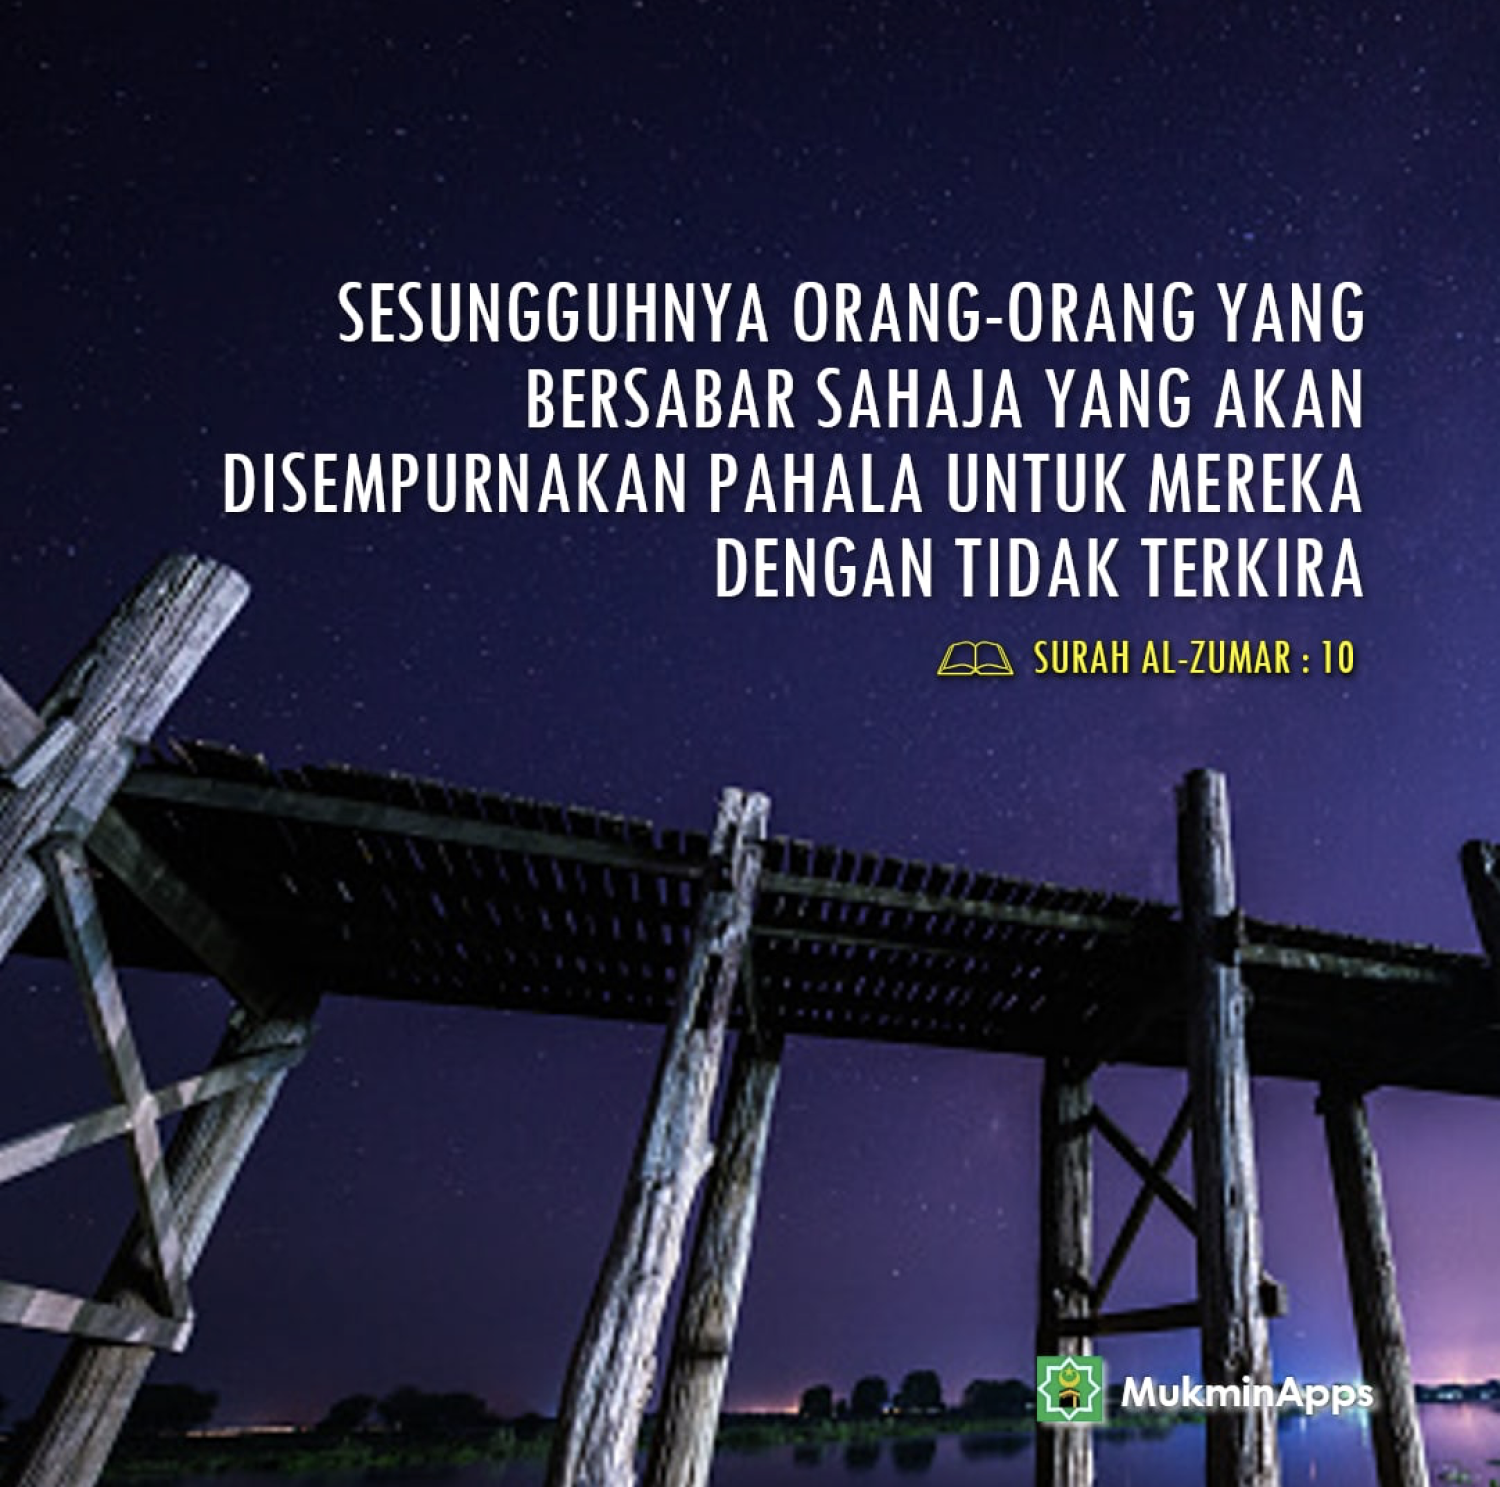 SESUNGGUHNYA ORANG-ORANG YANG
BERSABAR SAHAJA YANG AKAN
DISEMPURNAKAN PAHALA UNTUK MEREKA
DENGAN TIDAK TERKIRA
SURAH AL-ZUMAR : 10
MukminApps